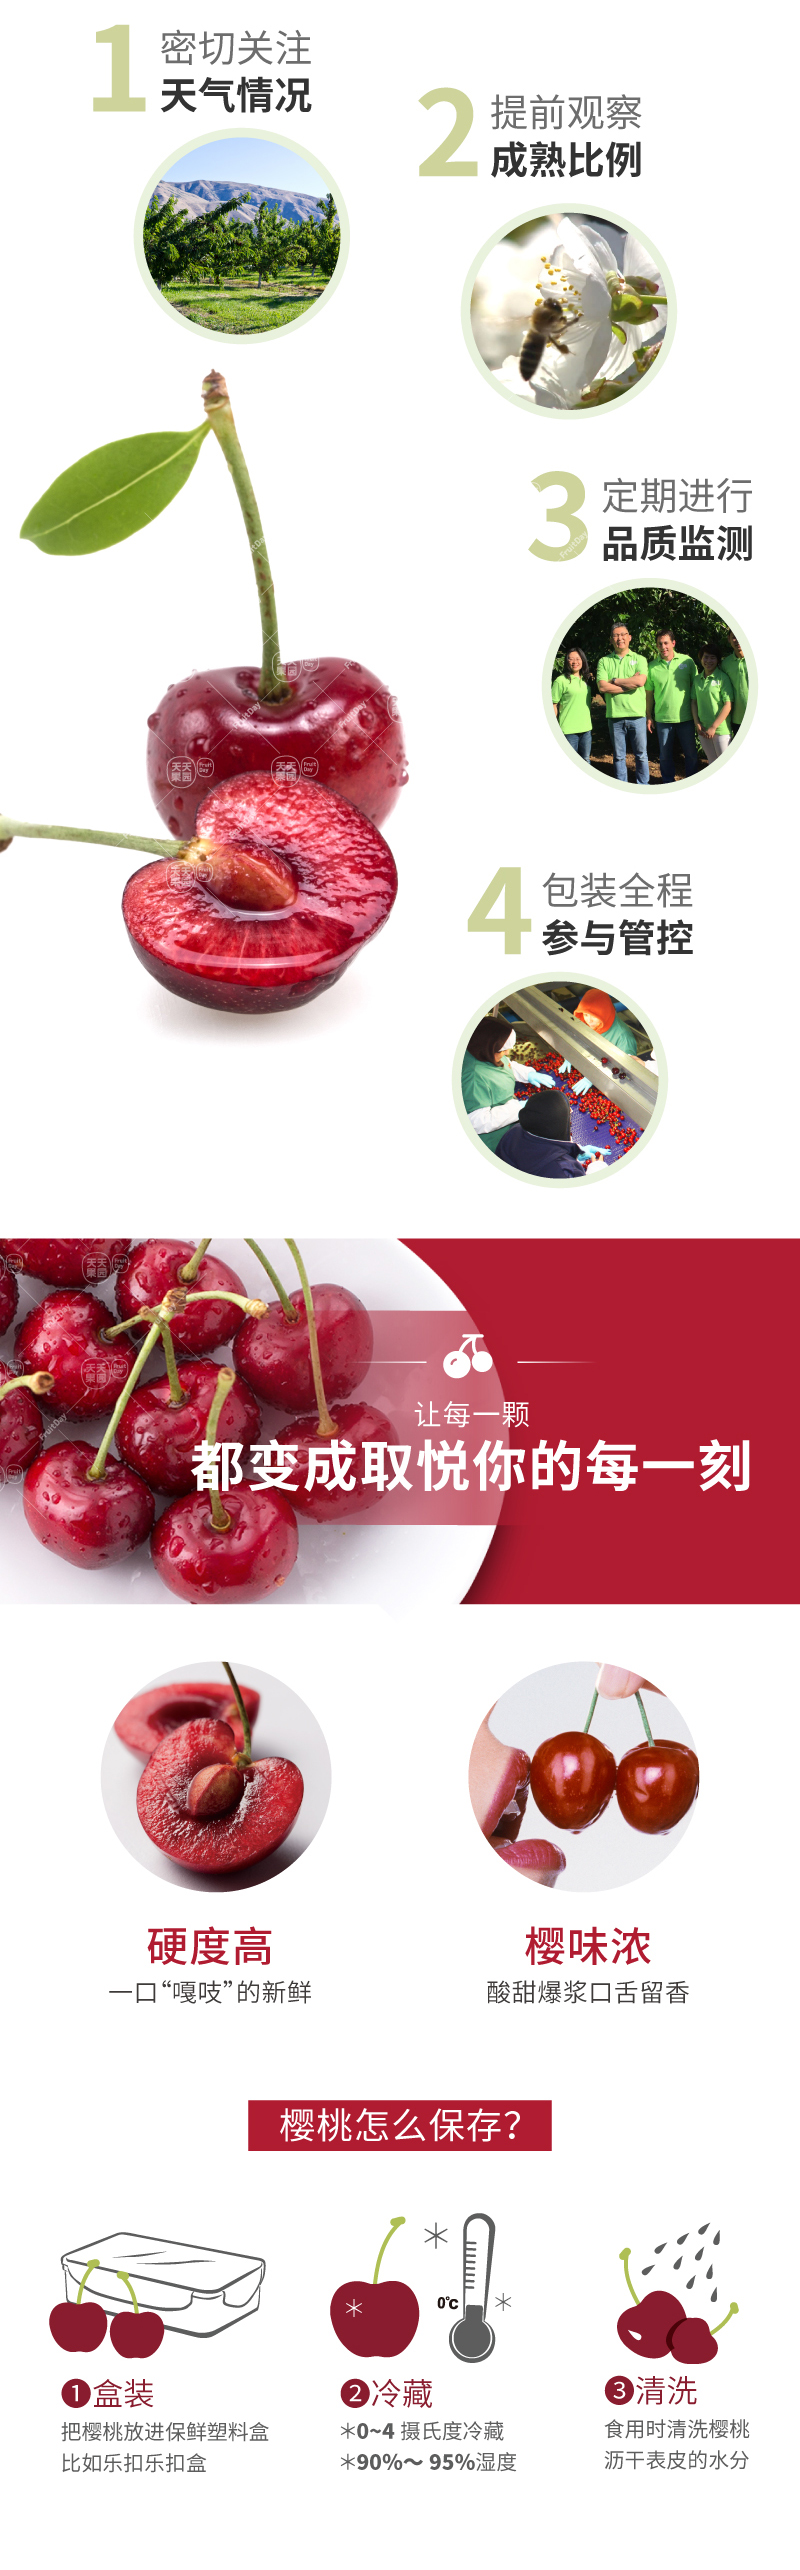 1 密切关注
天气情况
2 提前观察
成熟比例
3 定期进行
品质监测
天天果园 FruitDay
4 包装全程
参与管控
让每一颗
都变成取悦你的每一刻
硬度高
一口“嘎吱”的新鲜
樱味浓
酸甜爆浆口舌留香
樱桃怎么保存？
0℃
❶盒装
把樱桃放进保鲜塑料盒
比如乐扣乐扣盒
❷冷藏
＊0~4 摄氏度冷藏
＊90%～ 95%湿度
❸清洗
食用时清洗樱桃
沥干表皮的水分